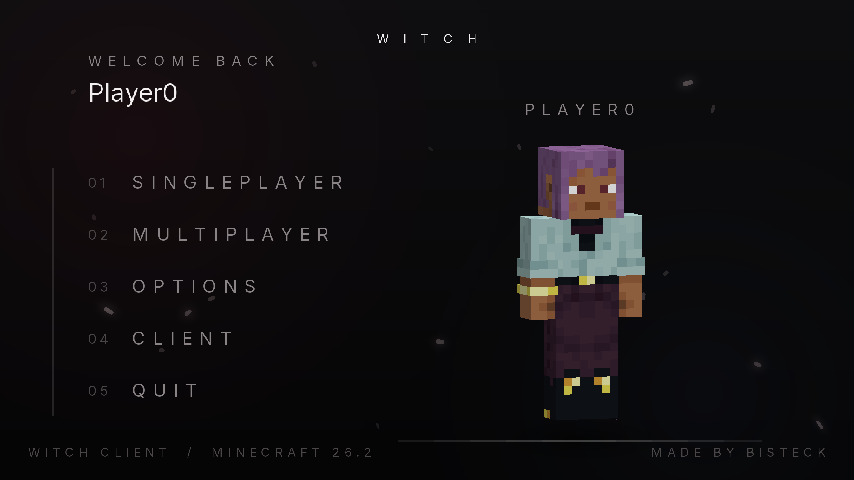 WITCH
WELCOME BACK
Player0
PLAYER0
01 SINGLEPLAYER
02 MULTIPLAYER
03 OPTIONS
04 CLIENT
05 QUIT
WITCH CLIENT / MINECRAFT 26.2
MADE BY BISTECK